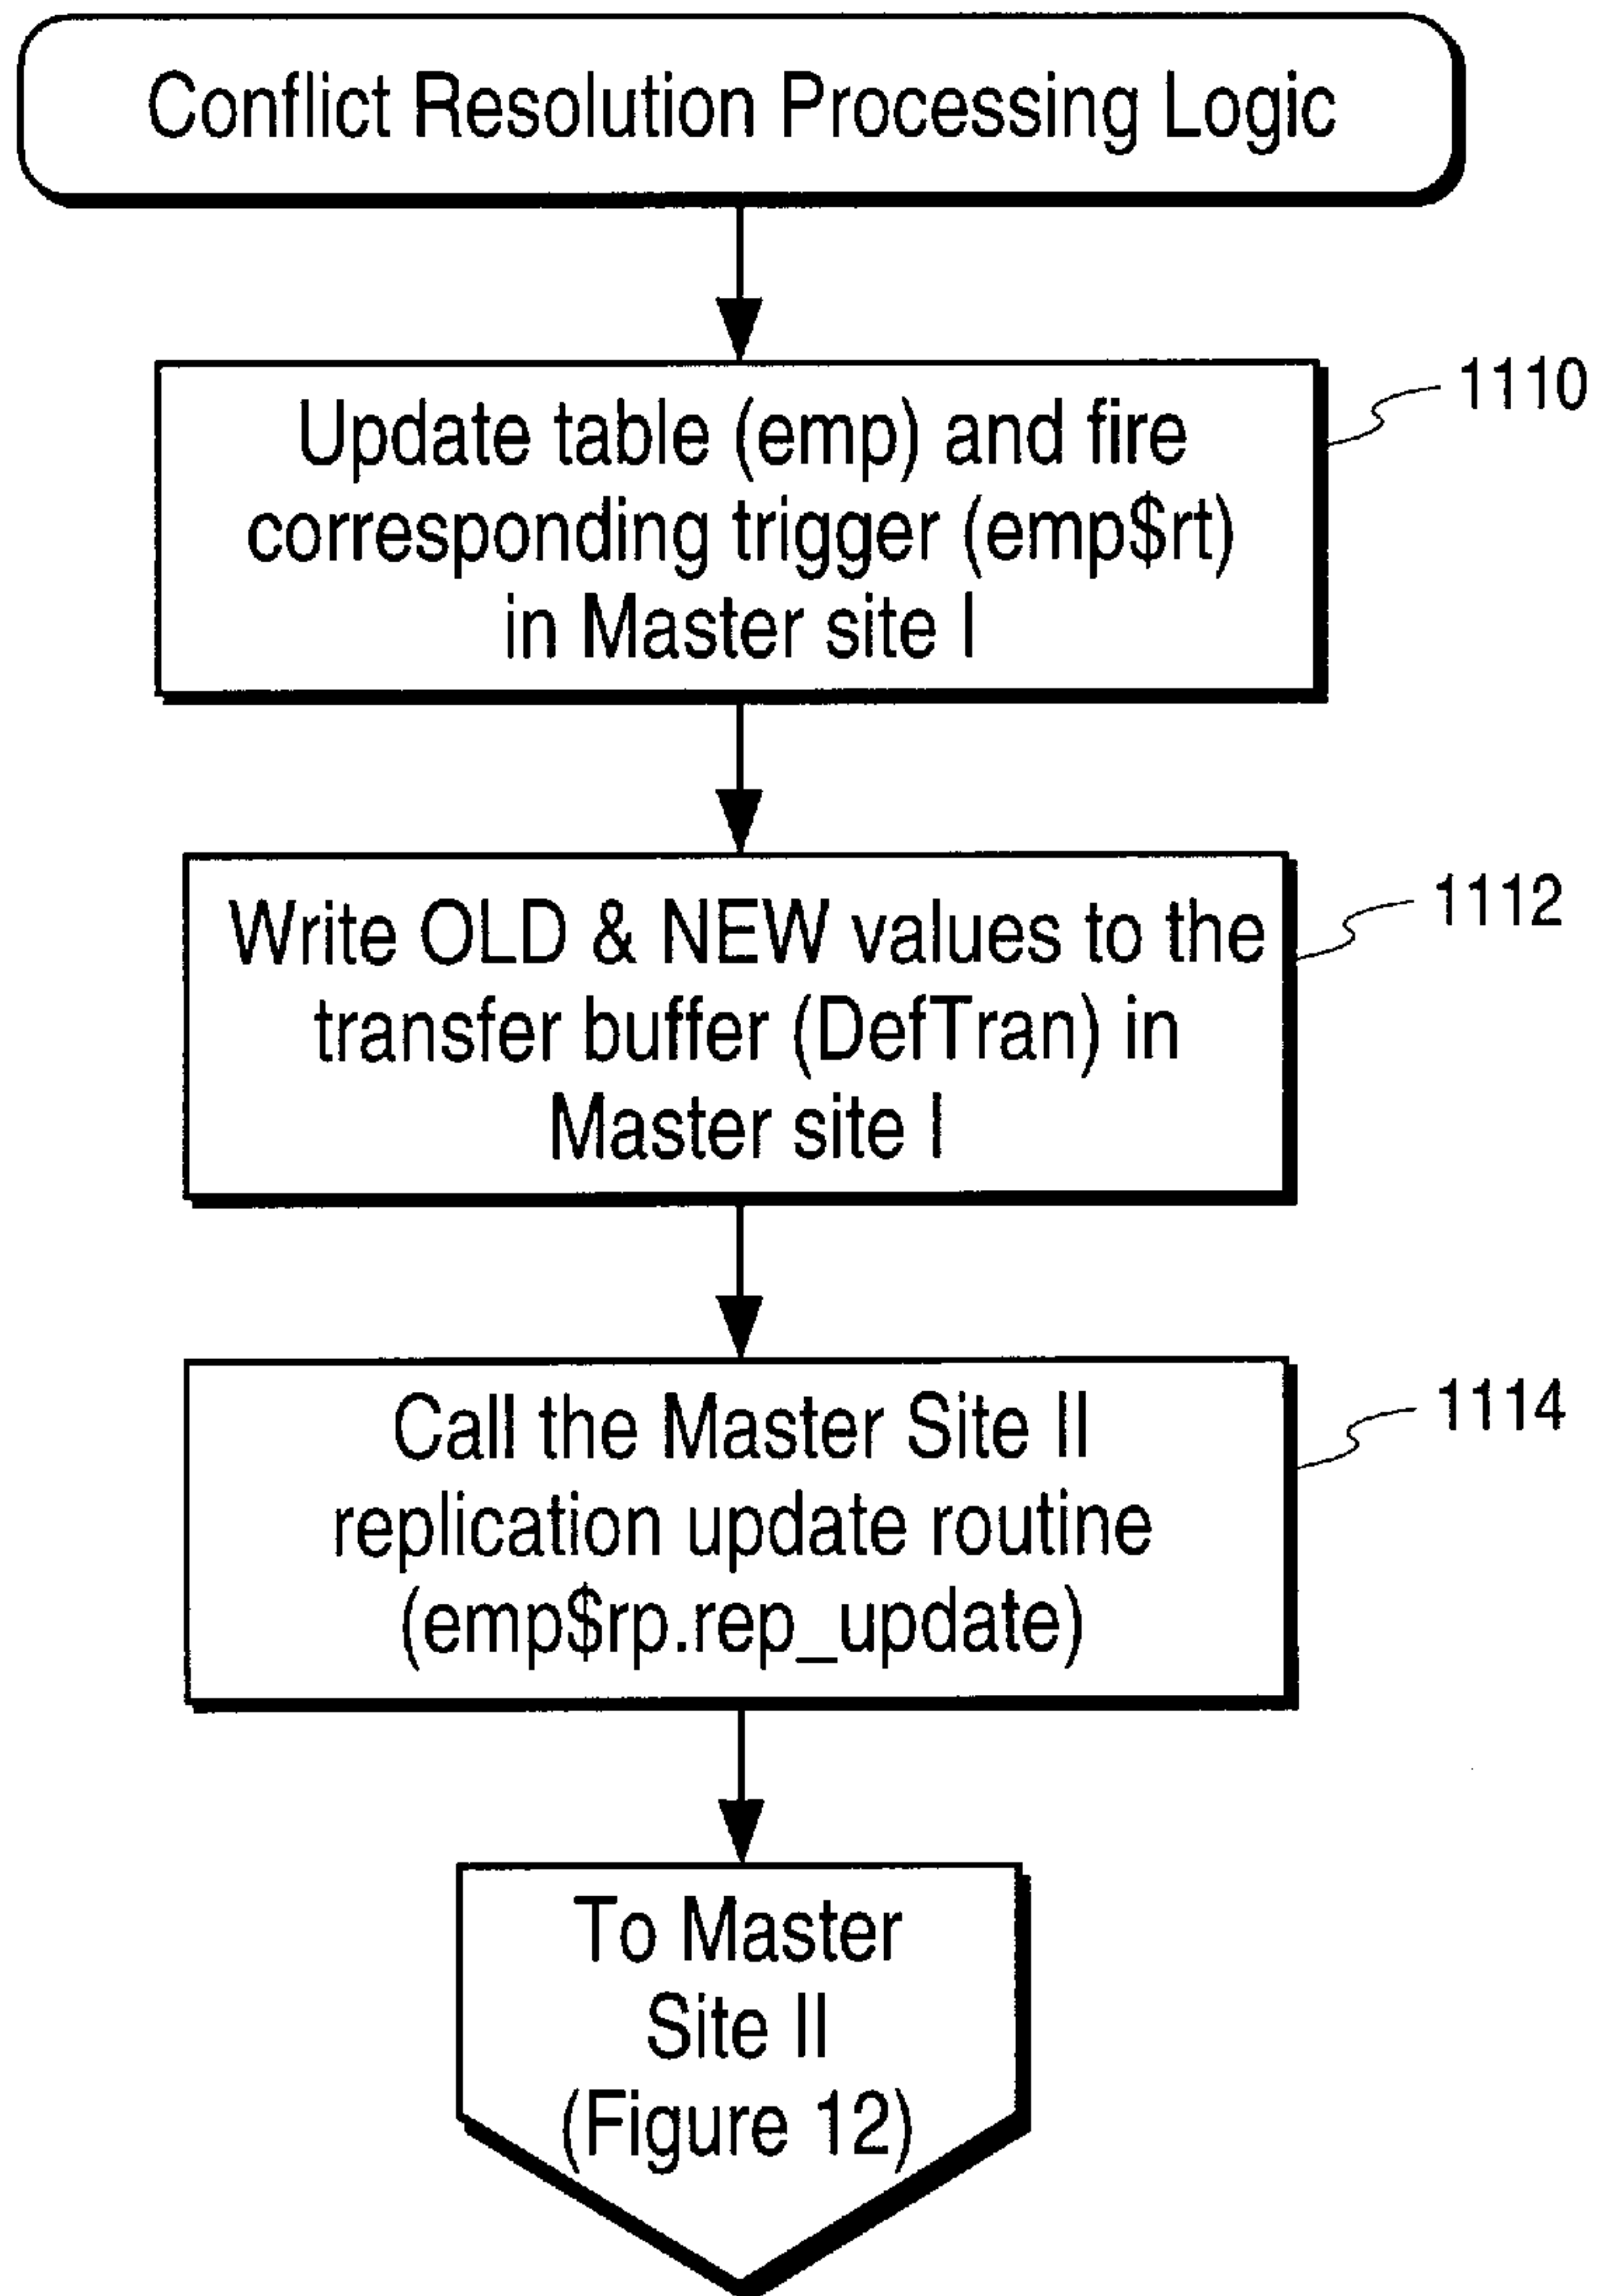 Conflict Resolution Processing Logic
Update table (emp) and fire
corresponding trigger (emp$rt)
in Master site I
1110
Write OLD & NEW values to the
transfer buffer (DefTran) in
Master site I
1112
Call the Master Site II
replication update routine
(emp$rp.rep_update)
1114
To Master
Site II
(Figure 12)